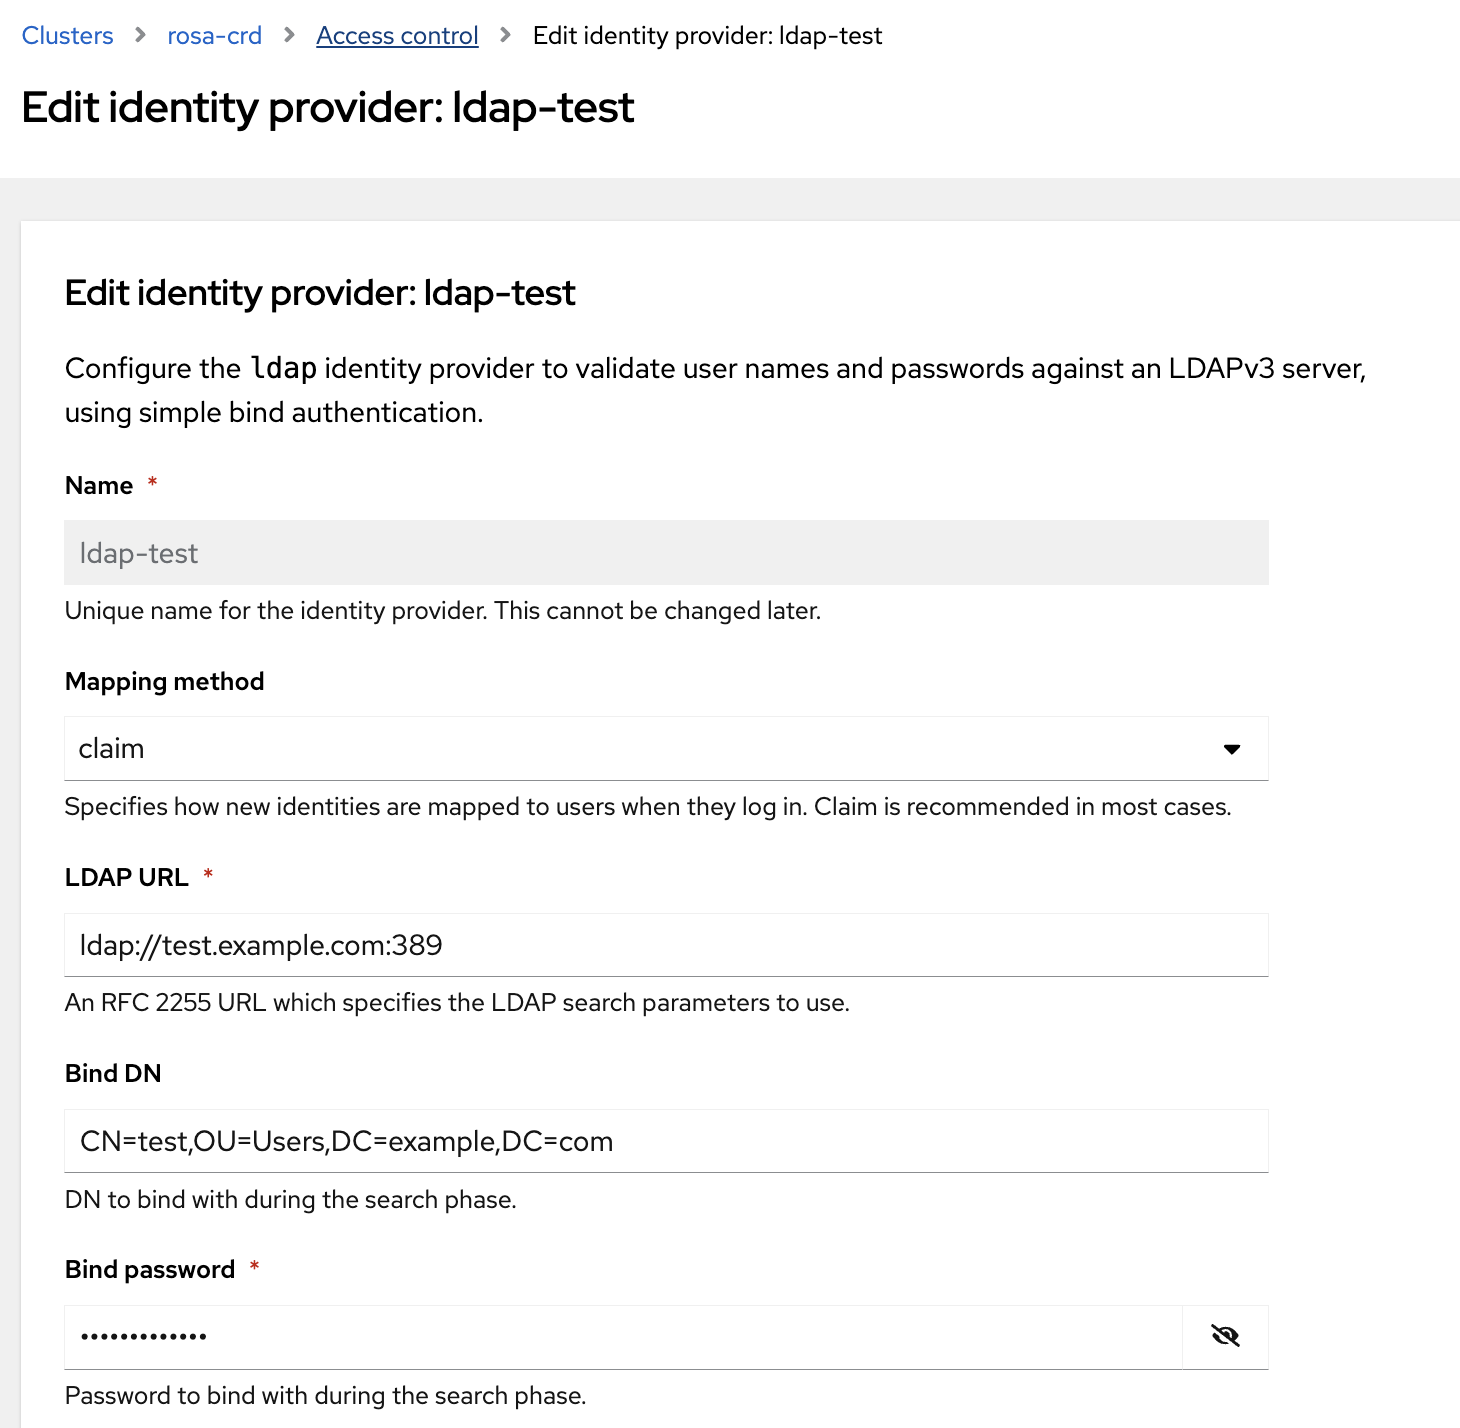 Clusters > rosa-crd > Access control > Edit identity provider: ldap-test
Edit identity provider: ldap-test
Edit identity provider: ldap-test
Configure the ldap identity provider to validate user names and passwords against an LDAPv3 server,
using simple bind authentication.
Name *
ldap-test
Unique name for the identity provider. This cannot be changed later.
Mapping method
claim
Specifies how new identities are mapped to users when they log in. Claim is recommended in most cases.
LDAP URL *
ldap://test.example.com:389
An RFC 2255 URL which specifies the LDAP search parameters to use.
Bind DN
CN=test,OU=Users,DC=example,DC=com
DN to bind with during the search phase.
Bind password *
•••••••••••••
Password to bind with during the search phase.